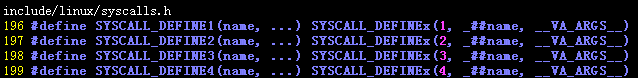 include/linux/syscalls.h
196 #define SYSCALL_DEFINE1(name, ...) SYSCALL_DEFINEx(1, _##name, __VA_ARGS__)
197 #define SYSCALL_DEFINE2(name, ...) SYSCALL_DEFINEx(2, _##name, __VA_ARGS__)
198 #define SYSCALL_DEFINE3(name, ...) SYSCALL_DEFINEx(3, _##name, __VA_ARGS__)
199 #define SYSCALL_DEFINE4(name, ...) SYSCALL_DEFINEx(4, _##name, __VA_ARGS__)